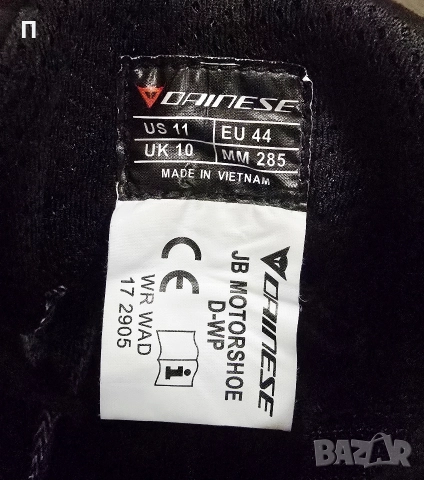 П
DAINESE
US 11 EU 44
UK 10 MM 285
MADE IN VIETNAM
DAINESE
JB MOTORSHOE
D-WP
CE
i
WR WAD
17 2905
BAZAR